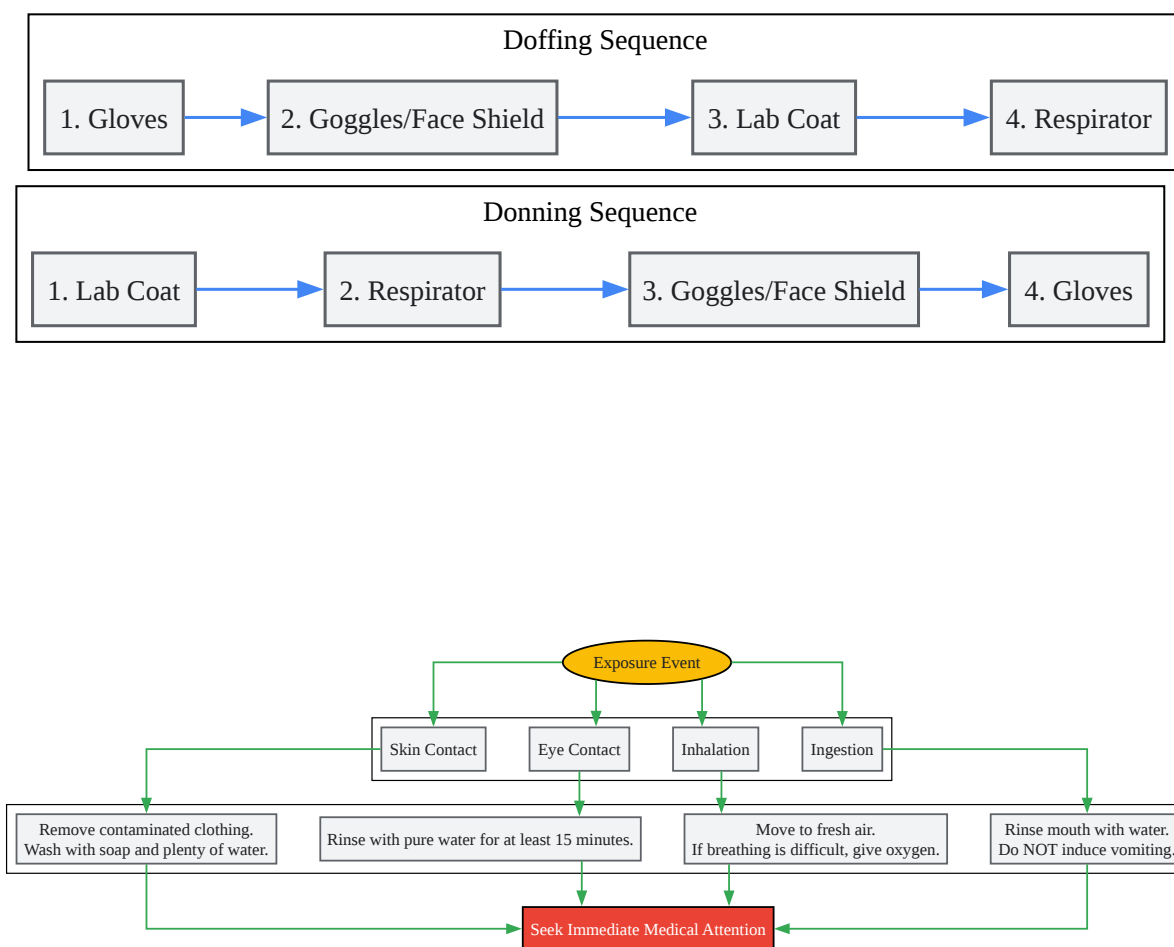 Doffing Sequence
1. Gloves
2. Goggles/Face Shield
3. Lab Coat
4. Respirator
Donning Sequence
1. Lab Coat
2. Respirator
3. Goggles/Face Shield
4. Gloves
Exposure Event
Skin Contact
Eye Contact
Inhalation
Ingestion
Remove contaminated clothing.
Wash with soap and plenty of water.
Rinse with pure water for at least 15 minutes.
Move to fresh air.
If breathing is difficult, give oxygen.
Rinse mouth with water.
Do NOT induce vomiting.
Seek Immediate Medical Attention